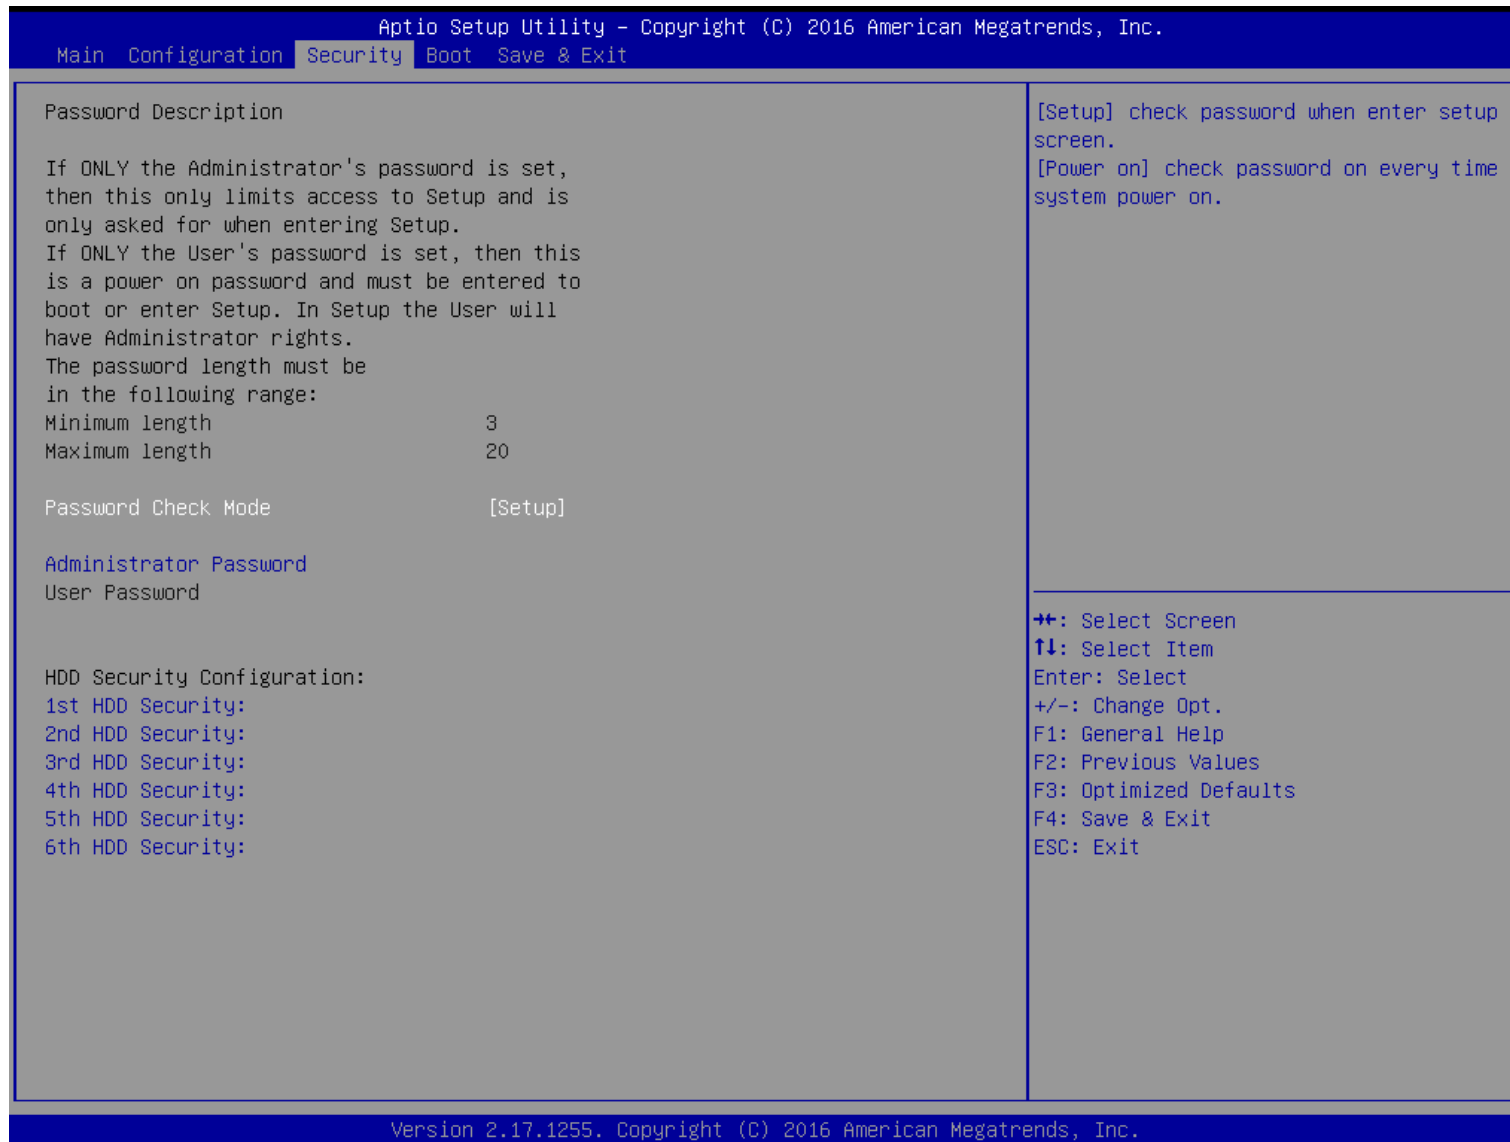 Aptio Setup Utility – Copyright (C) 2016 American Megatrends, Inc.
Main Configuration Security Boot Save & Exit
Password Description
If ONLY the Administrator's password is set,
then this only limits access to Setup and is
only asked for when entering Setup.
If ONLY the User's password is set, then this
is a power on password and must be entered to
boot or enter Setup. In Setup the User will
have Administrator rights.
The password length must be
in the following range:
Minimum length 3
Maximum length 20
Password Check Mode [Setup]
Administrator Password
User Password
HDD Security Configuration:
1st HDD Security:
2nd HDD Security:
3rd HDD Security:
4th HDD Security:
5th HDD Security:
6th HDD Security:
[Setup] check password when enter setup
screen.
[Power on] check password on every time
system power on.
→←: Select Screen
↑↓: Select Item
Enter: Select
+/-: Change Opt.
F1: General Help
F2: Previous Values
F3: Optimized Defaults
F4: Save & Exit
ESC: Exit
Version 2.17.1255. Copyright (C) 2016 American Megatrends, Inc.